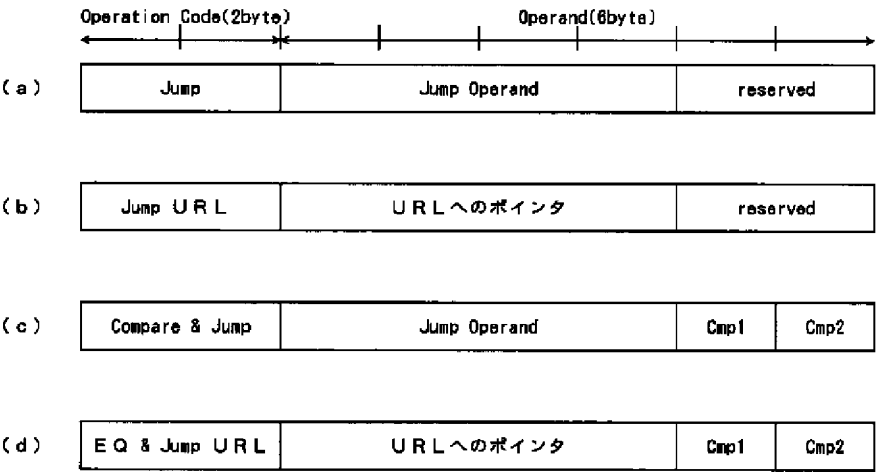 Operation Code(2byte) Operand(6byte)
(a) Jump Jump Operand reserved
(b) Jump URL URLへのポインタ reserved
(c) Compare & Jump Jump Operand Cmp1 Cmp2
(d) EQ & Jump URL URLへのポインタ Cmp1 Cmp2